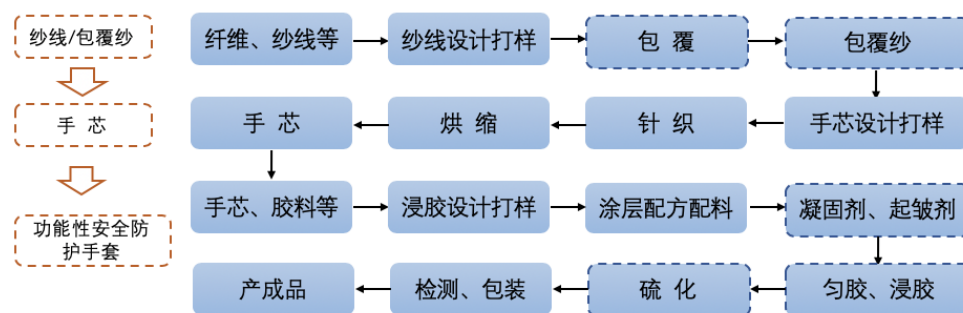 纱线/包覆纱
手 芯
功能性安全防
护手套
纤维、纱线等
纱线设计打样
包 覆
包覆纱
手芯设计打样
针 织
烘 缩
手 芯
手芯、胶料等
浸胶设计打样
涂层配方配料
凝固剂、起皱剂
匀胶、浸胶
硫 化
检测、包装
产成品